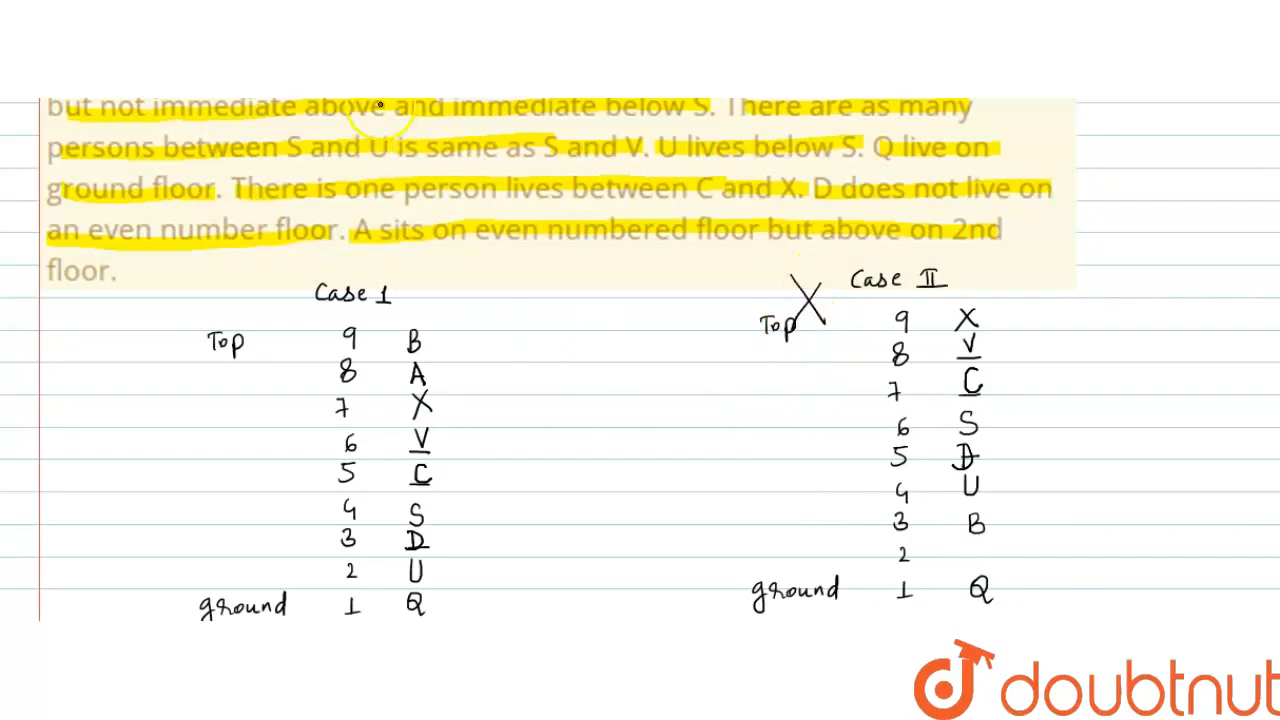 but not immediate above and immediate below S. There are as many
persons between S and U is same as S and V. U lives below S. Q live on
ground floor. There is one person lives between C and X. D does not live on
an even number floor. A sits on even numbered floor but above on 2nd
floor.
Case 1
Top 9 B
8 A
7 X
6 V
5 C
4 S
3 D
2 U
ground 1 Q
Case II
Top 9 X
8 V
7 C
6 S
5 D
4 U
3 B
2
ground 1 Q
doubtnut